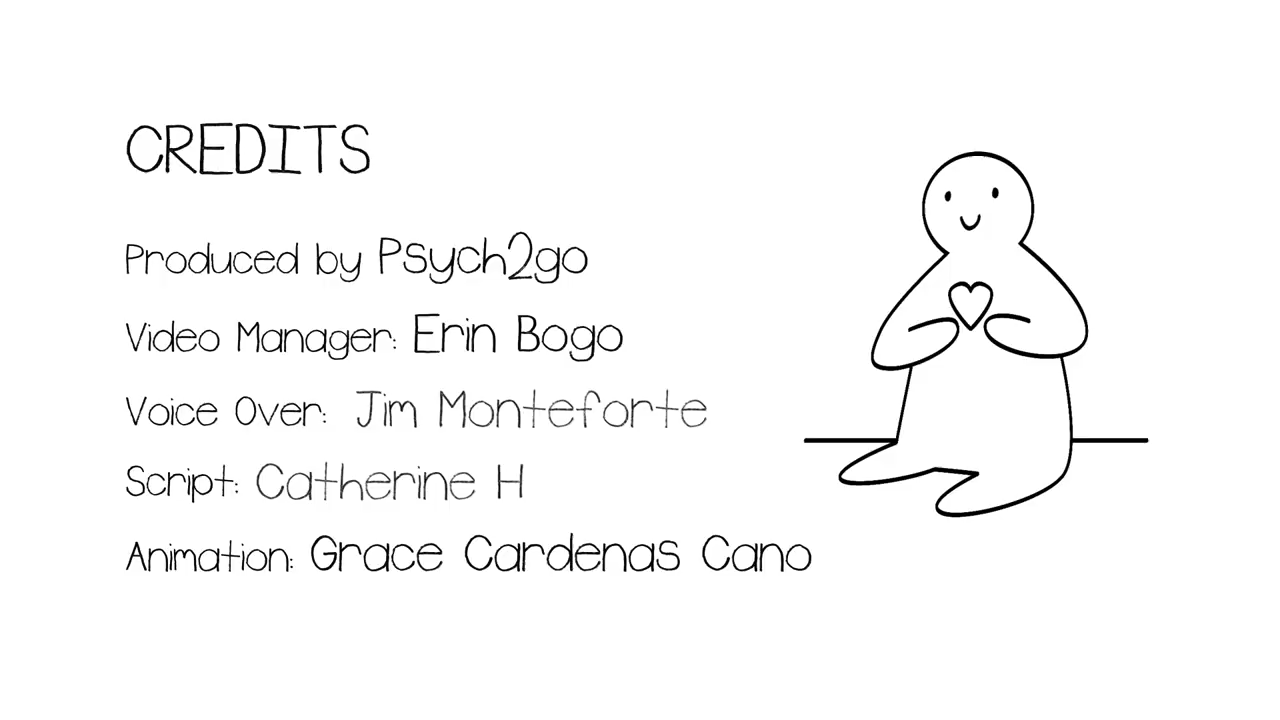 CREDITS
Produced by Psych2go
Video Manager: Erin Bogo
Voice Over: Jim Monteforte
Script: Catherine H
Animation: Grace Cardenas Cano